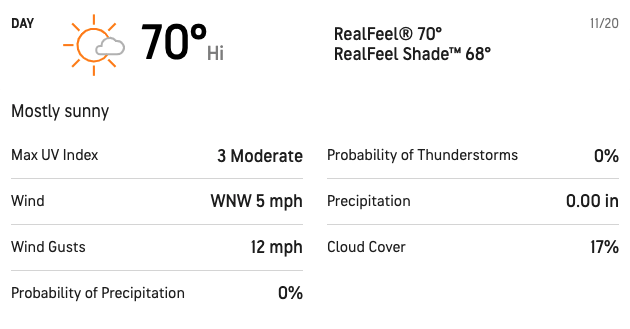 DAY
70° Hi
RealFeel® 70°
RealFeel Shade™ 68°
11/20
Mostly sunny
Max UV Index 3 Moderate
Wind WNW 5 mph
Wind Gusts 12 mph
Probability of Precipitation 0%
Probability of Thunderstorms 0%
Precipitation 0.00 in
Cloud Cover 17%